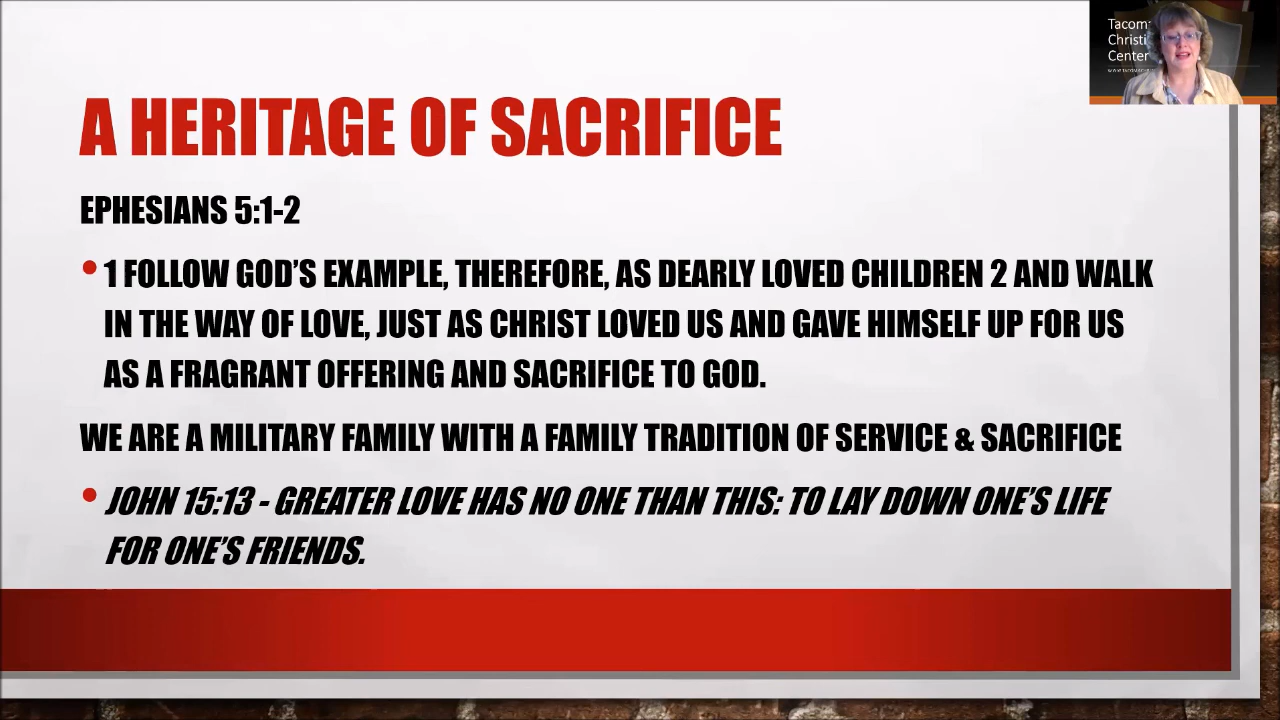 Christi
Center
A HERITAGE OF SACRIFICE
EPHESIANS 5:1-2
• 1 FOLLOW GOD'S EXAMPLE, THEREFORE, AS DEARLY LOVED CHILDREN 2 AND WALK
IN THE WAY OF LOVE, JUST AS CHRIST LOVED US AND GAVE HIMSELF UP FOR US
AS A FRAGRANT OFFERING AND SACRIFICE TO GOD.
WE ARE A MILITARY FAMILY WITH A FAMILY TRADITION OF SERVICE & SACRIFICE
• JOHN 15:13 - GREATER LOVE HAS NO ONE THAN THIS: TO LAY DOWN ONE'S LIFE
FOR ONE'S FRIENDS.